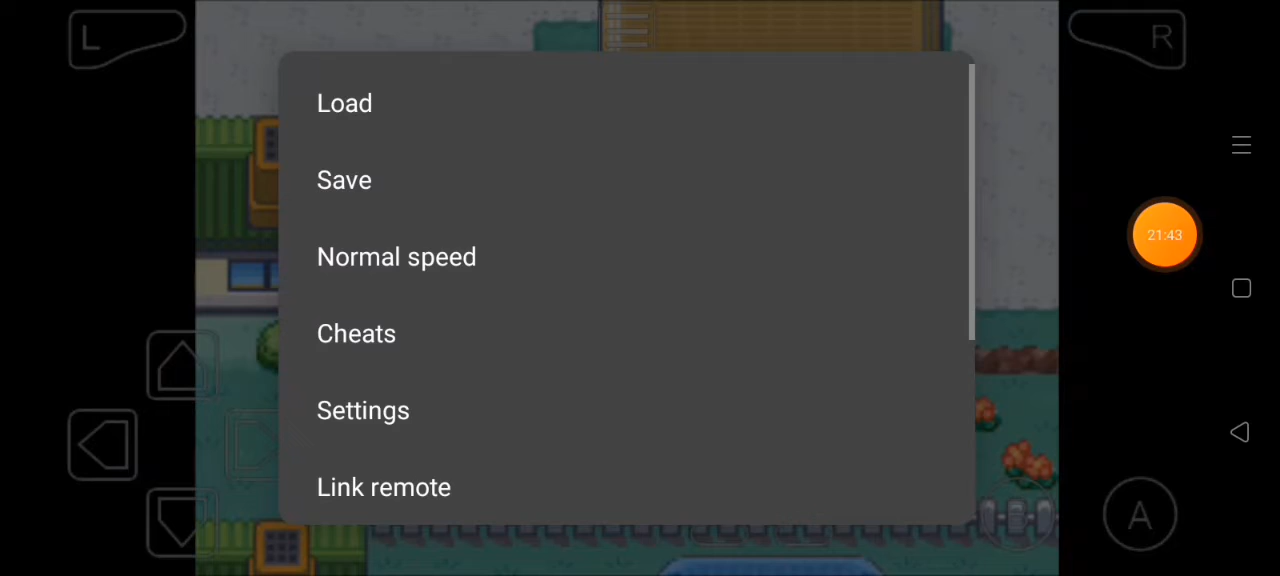 L
R
Load
Save
21:43
Normal speed
Cheats
Settings
Link remote
B
A